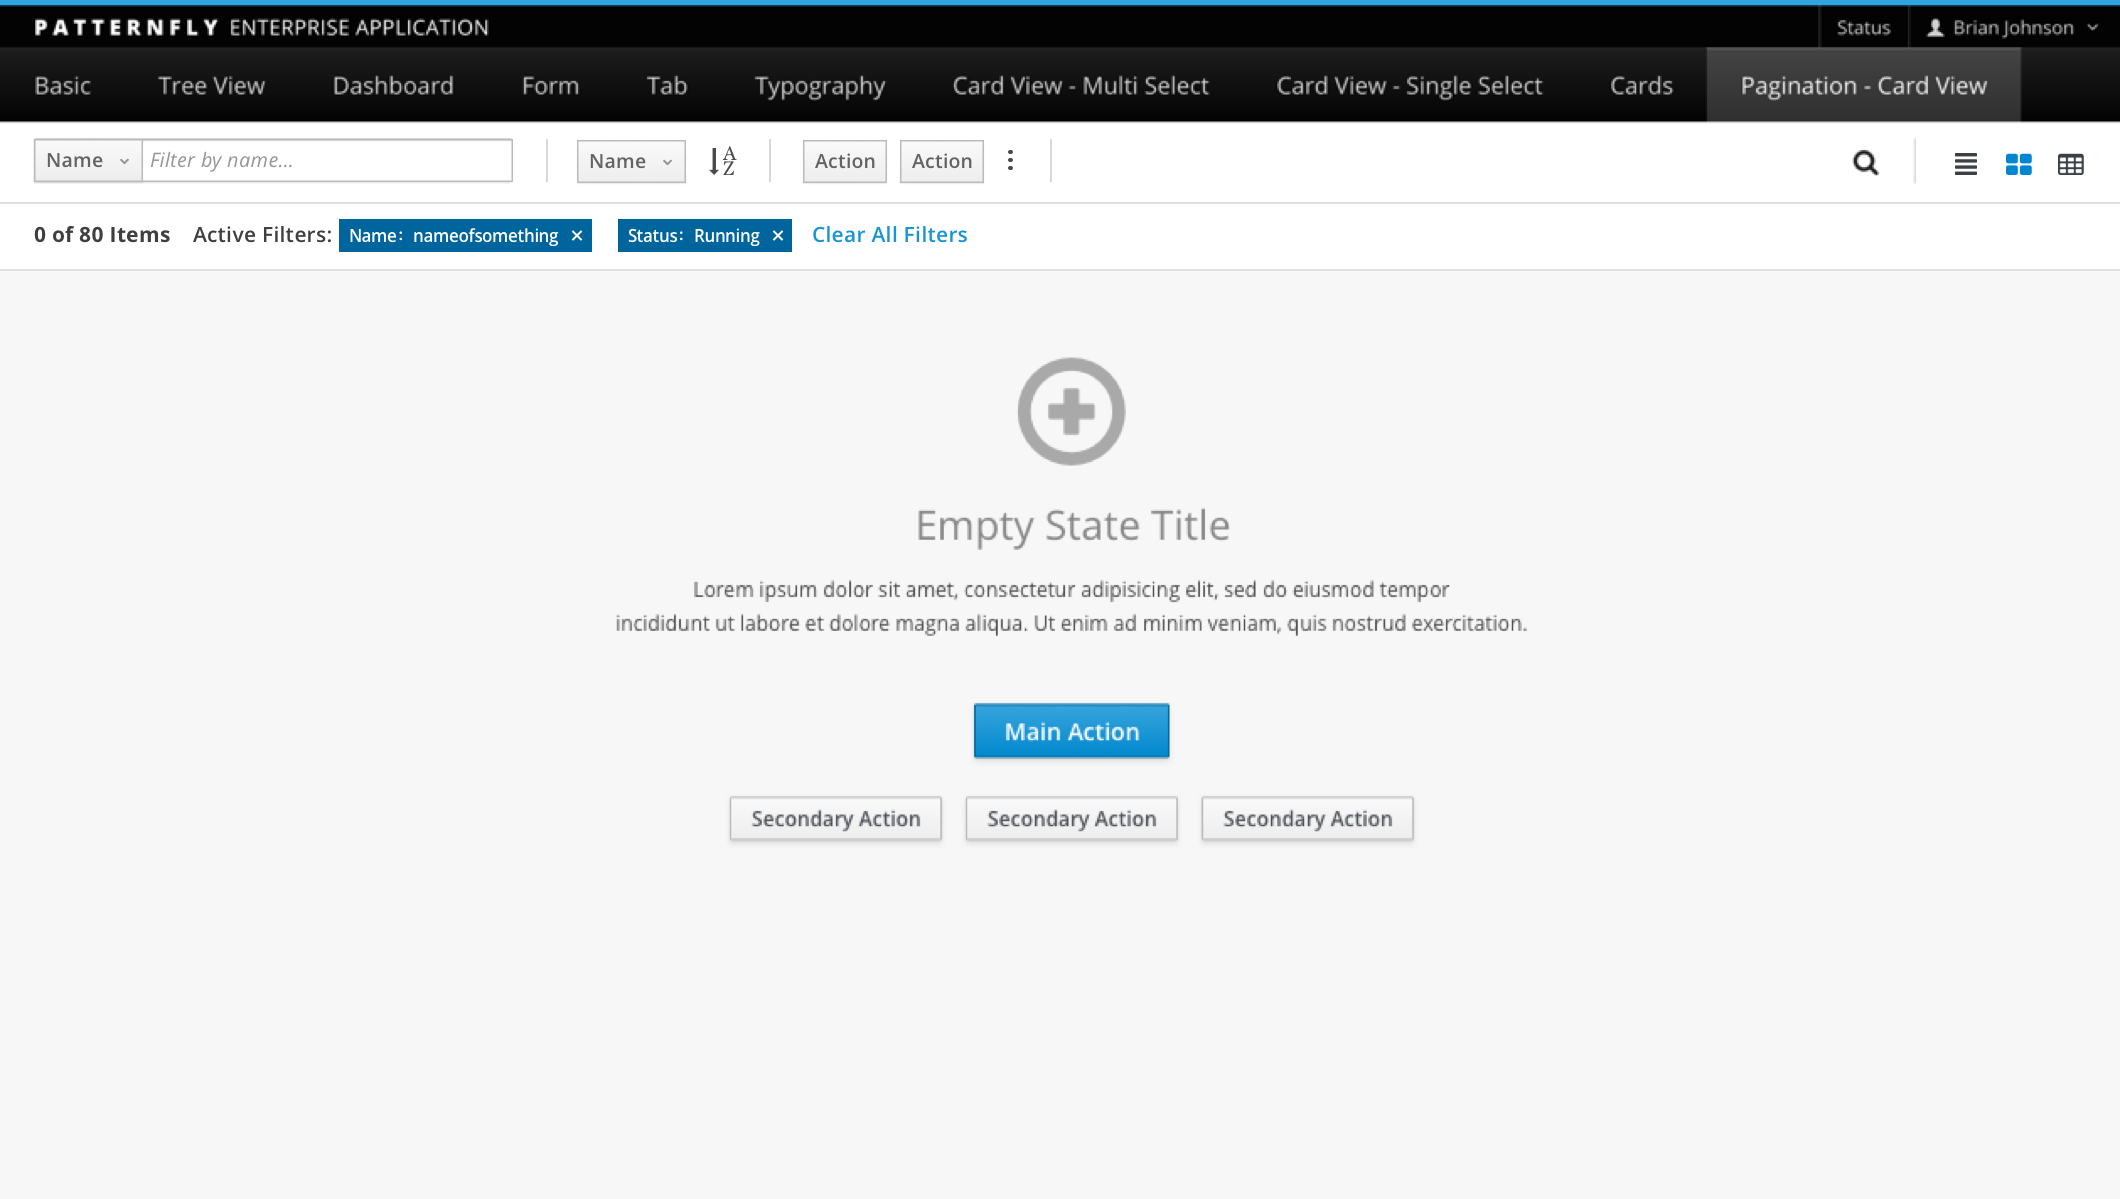 PATTERNFLY ENTERPRISE APPLICATION Status Brian Johnson
Basic Tree View Dashboard Form Tab Typography Card View - Multi Select Card View - Single Select Cards Pagination - Card View
Name Filter by name... Name A Z Action Action
0 of 80 Items Active Filters: Name: nameofsomething × Status: Running × Clear All Filters
Empty State Title
Lorem ipsum dolor sit amet, consectetur adipisicing elit, sed do eiusmod tempor
incididunt ut labore et dolore magna aliqua. Ut enim ad minim veniam, quis nostrud exercitation.
Main Action
Secondary Action Secondary Action Secondary Action